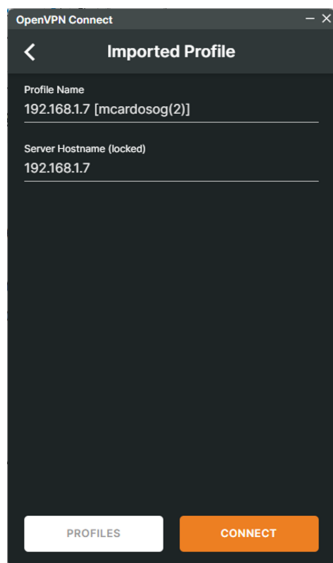 OpenVPN Connect
Imported Profile
Profile Name
192.168.1.7 [mcardosog(2)]
Server Hostname (locked)
192.168.1.7
PROFILES
CONNECT